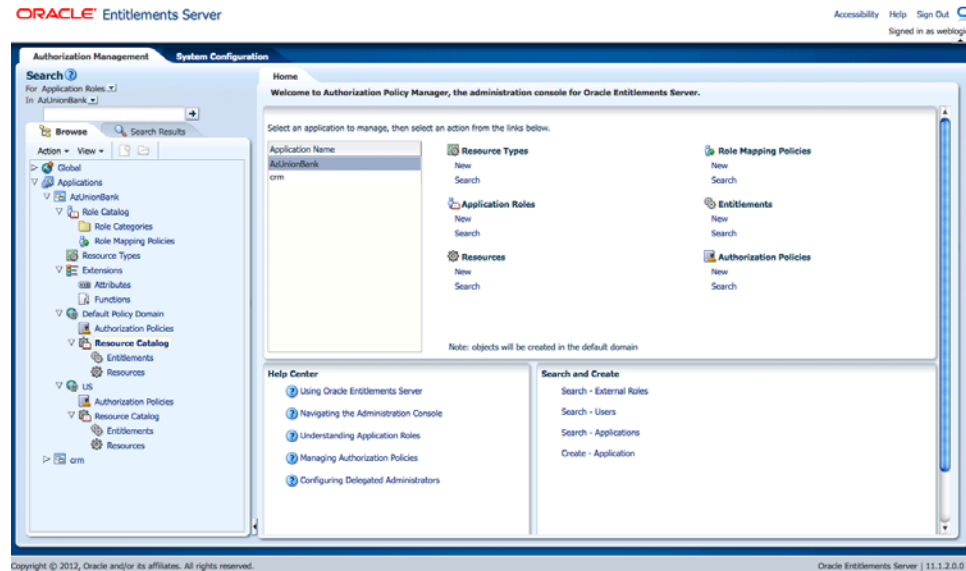 ORACLE Entitlements Server
Accessibility Help Sign Out
Signed in as weblogic
Authorization Management System Configuration
Search
For Application Roles
In AzUnionBank
Browse Search Results
Action View
Global
Applications
AzUnionBank
Role Catalog
Role Categories
Role Mapping Policies
Resource Types
Extensions
Attributes
Functions
Default Policy Domain
Authorization Policies
Resource Catalog
Entitlements
Resources
US
Authorization Policies
Resource Catalog
Entitlements
Resources
crm
Home
Welcome to Authorization Policy Manager, the administration console for Oracle Entitlements Server.
Select an application to manage, then select an action from the links below.
Application Name
AzUnionBank
crm
Resource Types
New
Search
Role Mapping Policies
New
Search
Application Roles
New
Search
Entitlements
New
Search
Resources
New
Search
Authorization Policies
New
Search
Note: objects will be created in the default domain
Help Center
Using Oracle Entitlements Server
Navigating the Administration Console
Understanding Application Roles
Managing Authorization Policies
Configuring Delegated Administrators
Search and Create
Search - External Roles
Search - Users
Search - Applications
Create - Application
Copyright © 2012, Oracle and/or its affiliates. All rights reserved.
Oracle Entitlements Server | 11.1.2.0.0